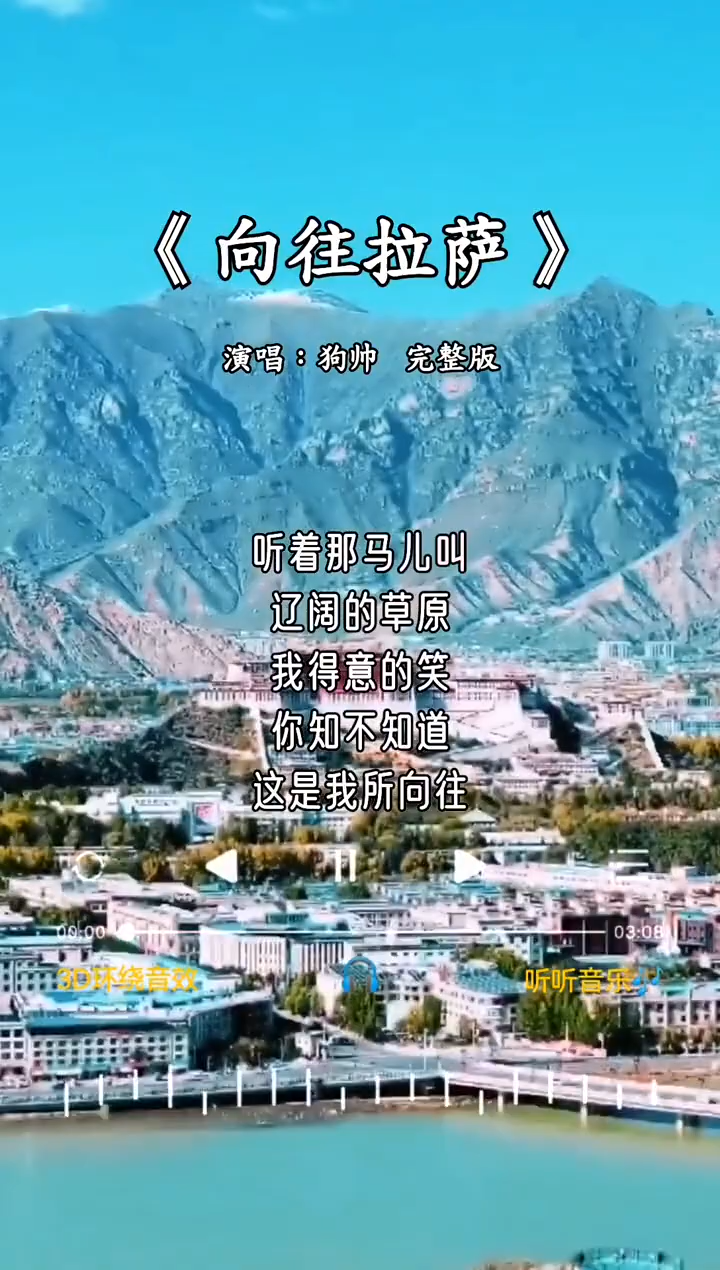 《向往拉萨》
演唱：狗帅 完整版
听着那马儿叫
辽阔的草原
我得意的笑
你知不知道
这是我所向往
00:00 03:08
3D环绕音效 听听音乐